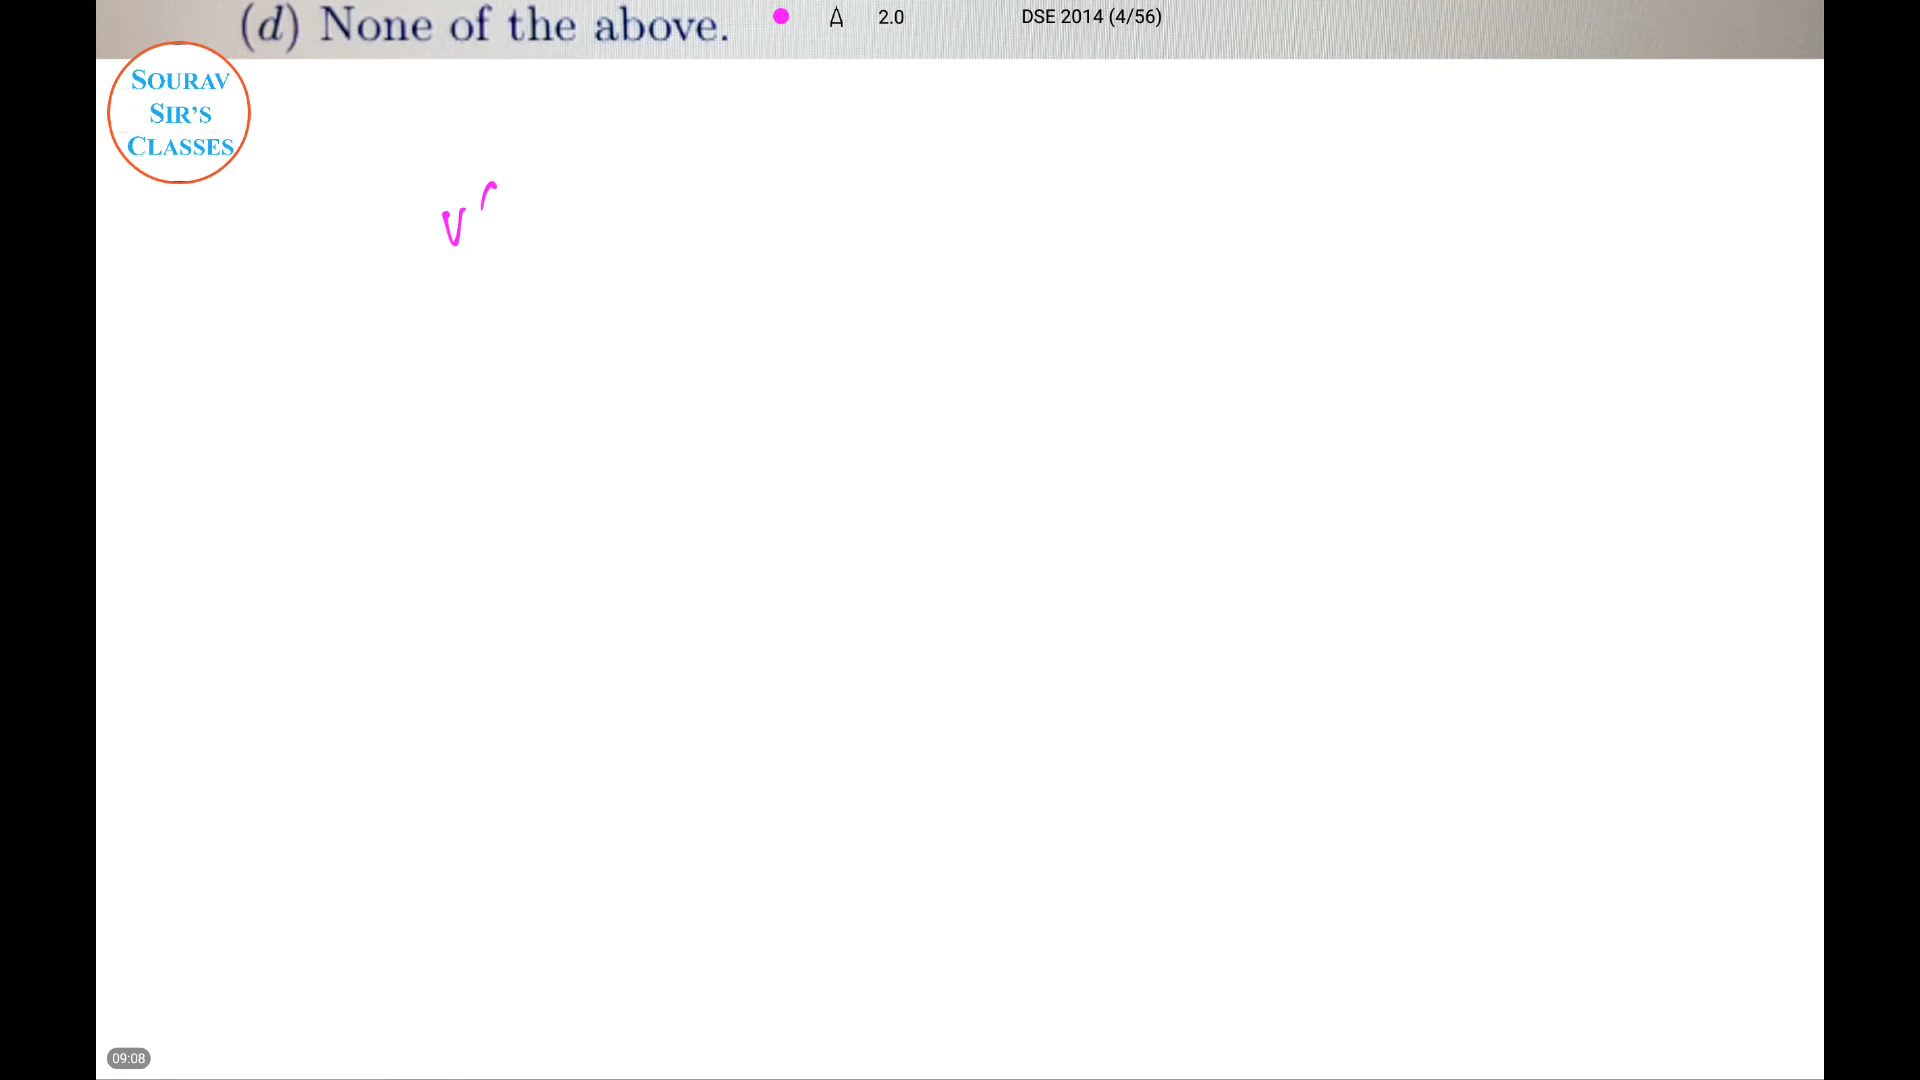 (d) None of the above.
A 2.0 DSE 2014 (4/56)
SOURAV
SIR'S
CLASSES
v
09:08